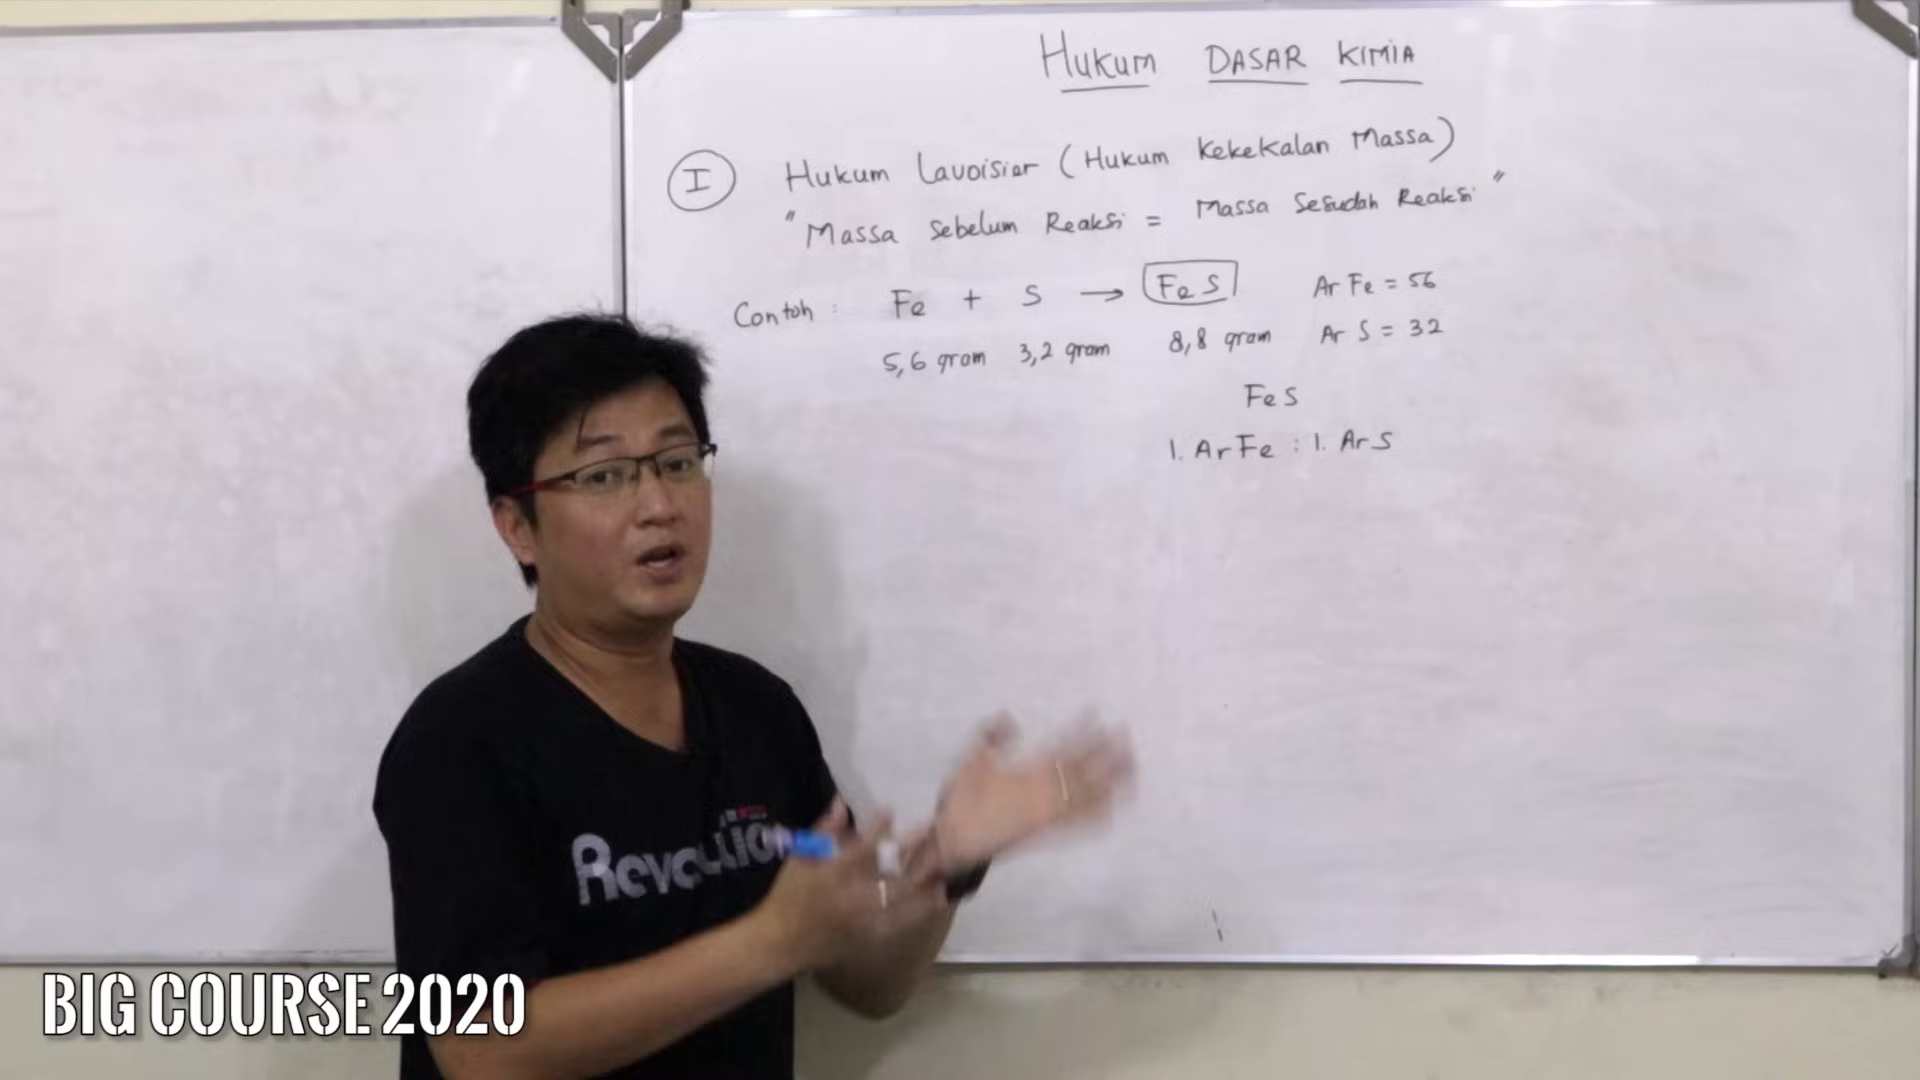 HUKUM DASAR KIMIA
I Hukum Lavoisier (Hukum Kekekalan Massa)
"Massa Sebelum Reaksi = Massa Sesudah Reaksi"
Contoh : Fe + S → FeS Ar Fe = 56
5,6 gram 3,2 gram 8,8 gram Ar S = 32
FeS
1. Ar Fe : 1. Ar S
BIG COURSE 2020